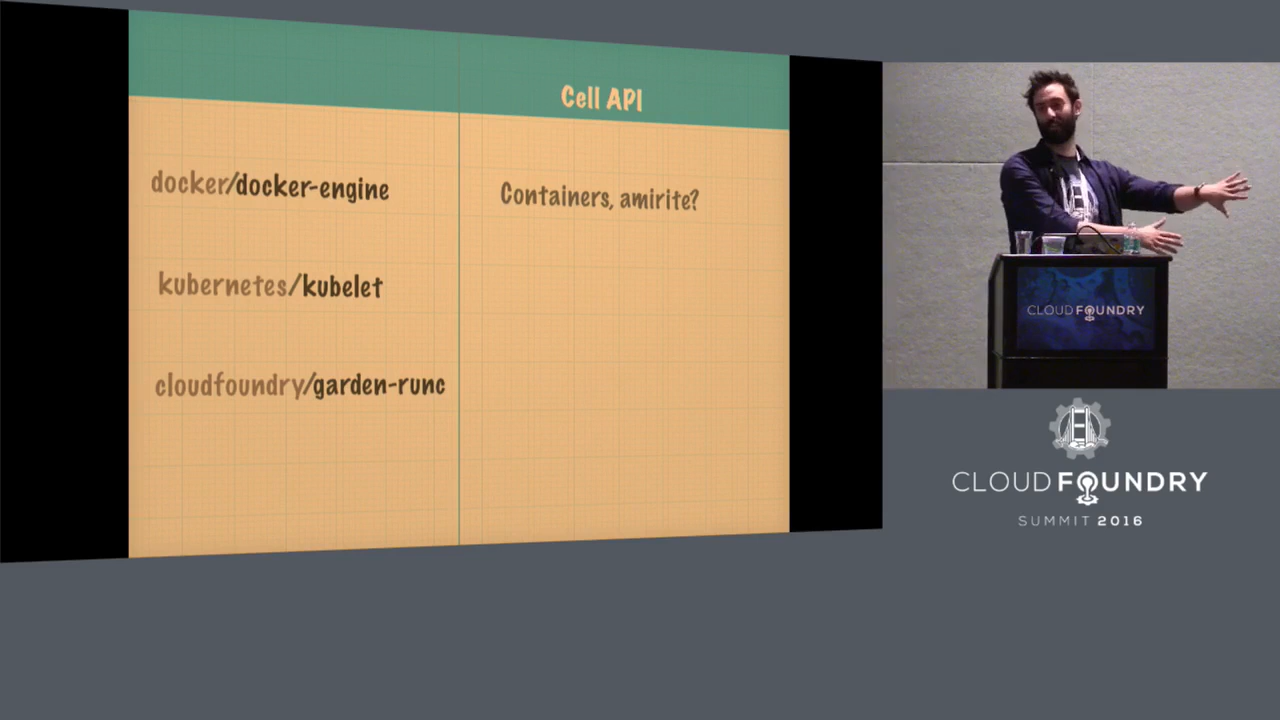 Cell API
docker/docker-engine
Containers, amirite?
kubernetes/kubelet
cloudfoundry/garden-runc
CLOUD FOUNDRY
CLOUD FOUNDRY
SUMMIT 2016